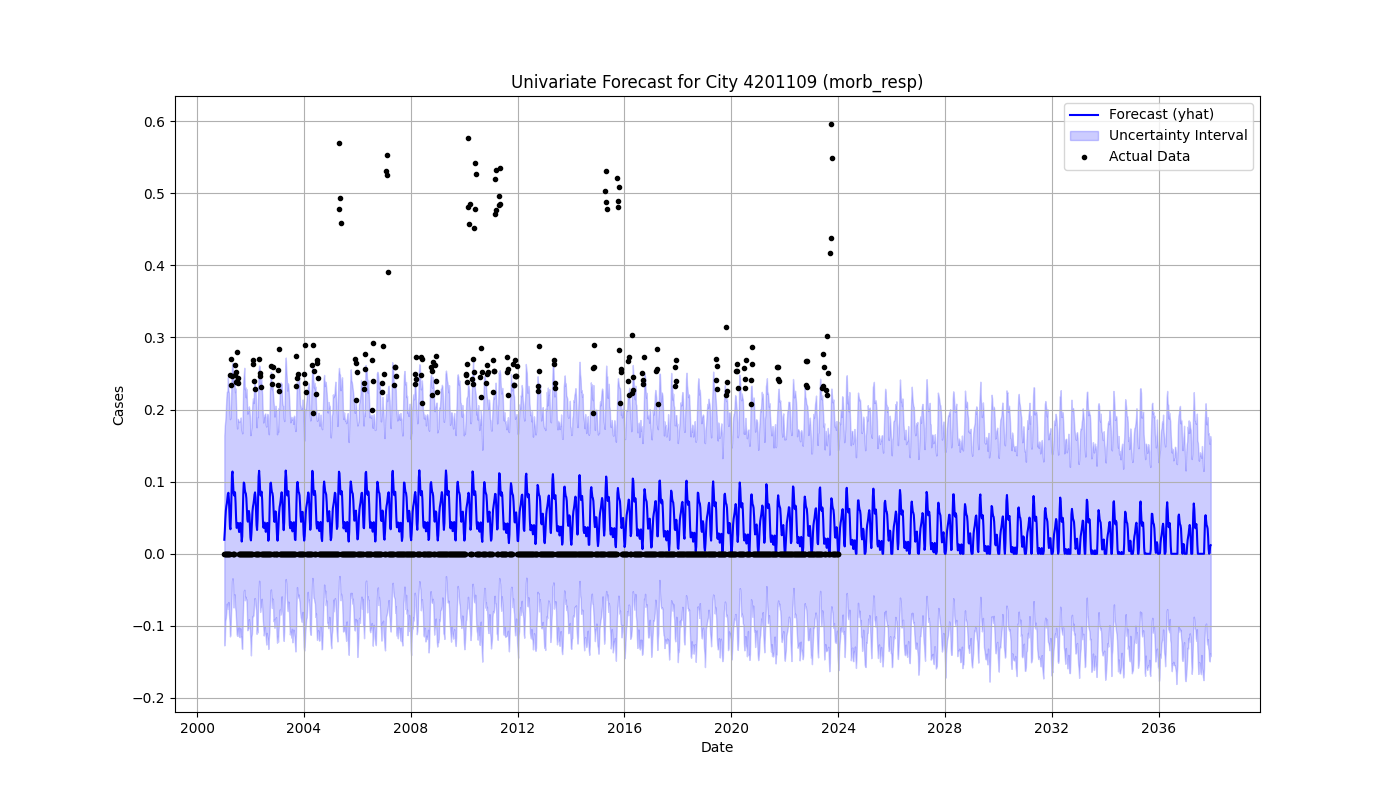 Univariate Forecast for City 4201109 (morb_resp)
Forecast (yhat)
Uncertainty Interval
Actual Data
Cases
0.6
0.5
0.4
0.3
0.2
0.1
0.0
−0.1
−0.2
2000 2004 2008 2012 2016 2020 2024 2028 2032 2036
Date